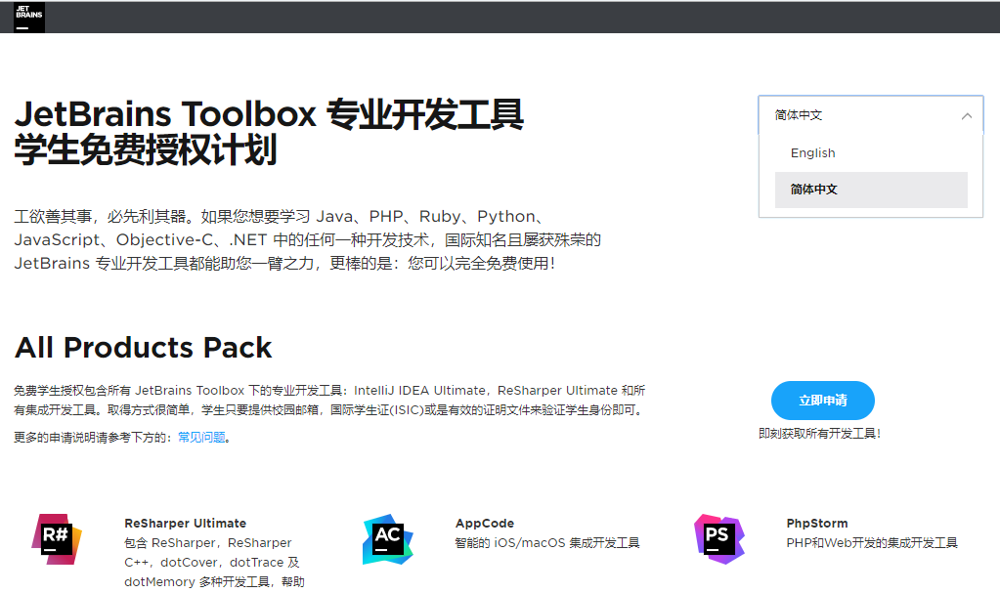 JET
BRAINS
JetBrains Toolbox 专业开发工具
学生免费授权计划
简体中文
English
简体中文
工欲善其事，必先利其器。如果您想要学习 Java、PHP、Ruby、Python、
JavaScript、Objective-C、.NET 中的任何一种开发技术，国际知名且屡获殊荣的
JetBrains 专业开发工具都能助您一臂之力，更棒的是：您可以完全免费使用！
All Products Pack
免费学生授权包含所有 JetBrains Toolbox 下的专业开发工具：IntelliJ IDEA Ultimate，ReSharper Ultimate 和所
有集成开发工具。取得方式很简单，学生只要提供校园邮箱，国际学生证(ISIC)或是有效的证明文件来验证学生身份即可。
更多的申请说明请参考下方的：常见问题。
立即申请
即刻获取所有开发工具！
R#
ReSharper Ultimate
包含 ReSharper，ReSharper
C++，dotCover，dotTrace 及
dotMemory 多种开发工具，帮助
AC
AppCode
智能的 iOS/macOS 集成开发工具
PS
PhpStorm
PHP和Web开发的集成开发工具